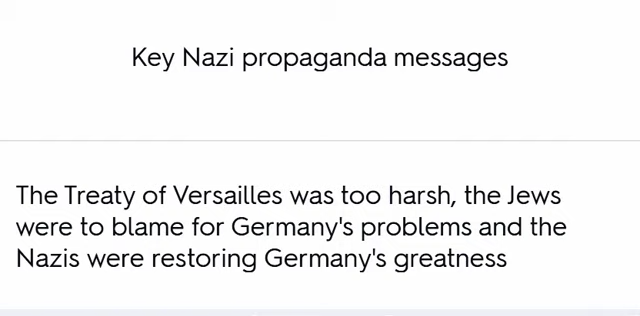 Key Nazi propaganda messages
The Treaty of Versailles was too harsh, the Jews
were to blame for Germany's problems and the
Nazis were restoring Germany's greatness